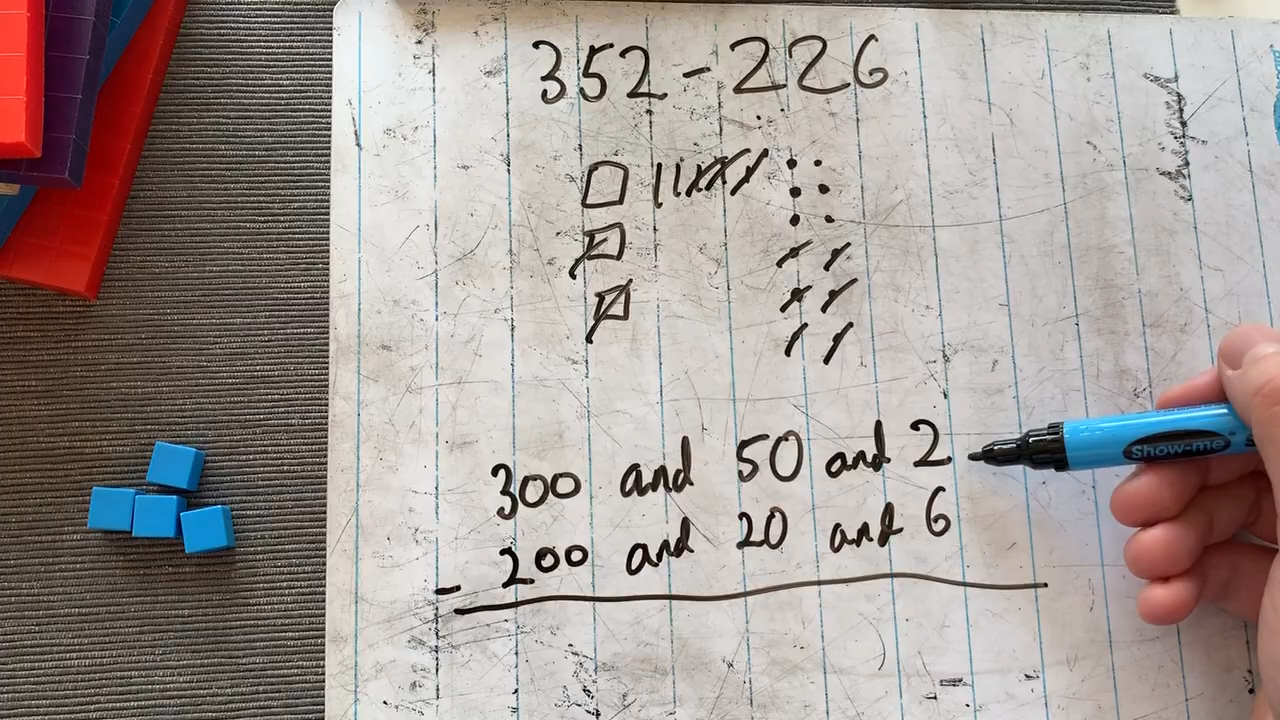 352 - 226
300 and 50 and 2
- 200 and 20 and 6
Show-me